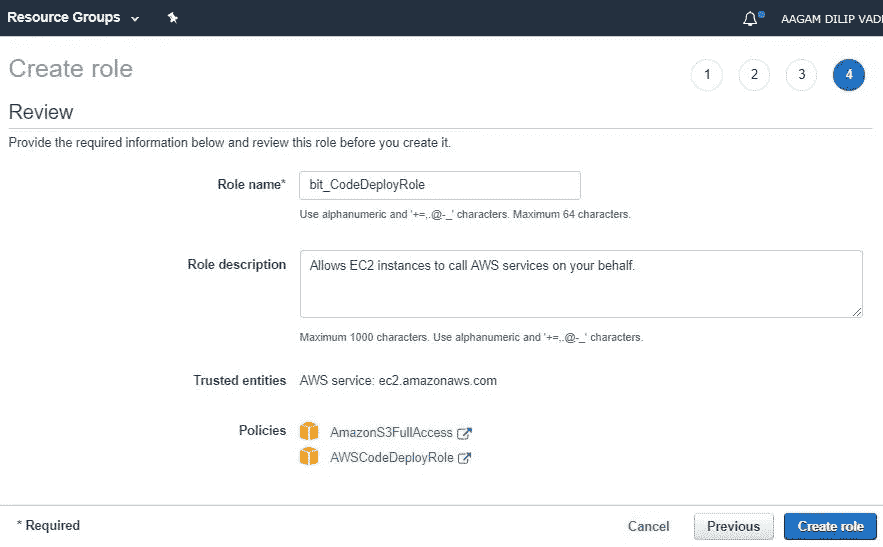 Resource Groups
AAGAM DILIP VAD
Create role
1 2 3 4
Review
Provide the required information below and review this role before you create it.
Role name* bit_CodeDeployRole
Use alphanumeric and '+=,.@-_' characters. Maximum 64 characters.
Role description Allows EC2 instances to call AWS services on your behalf.
Maximum 1000 characters. Use alphanumeric and '+=,.@-_' characters.
Trusted entities AWS service: ec2.amazonaws.com
Policies AmazonS3FullAccess
AWSCodeDeployRole
* Required Cancel Previous Create role